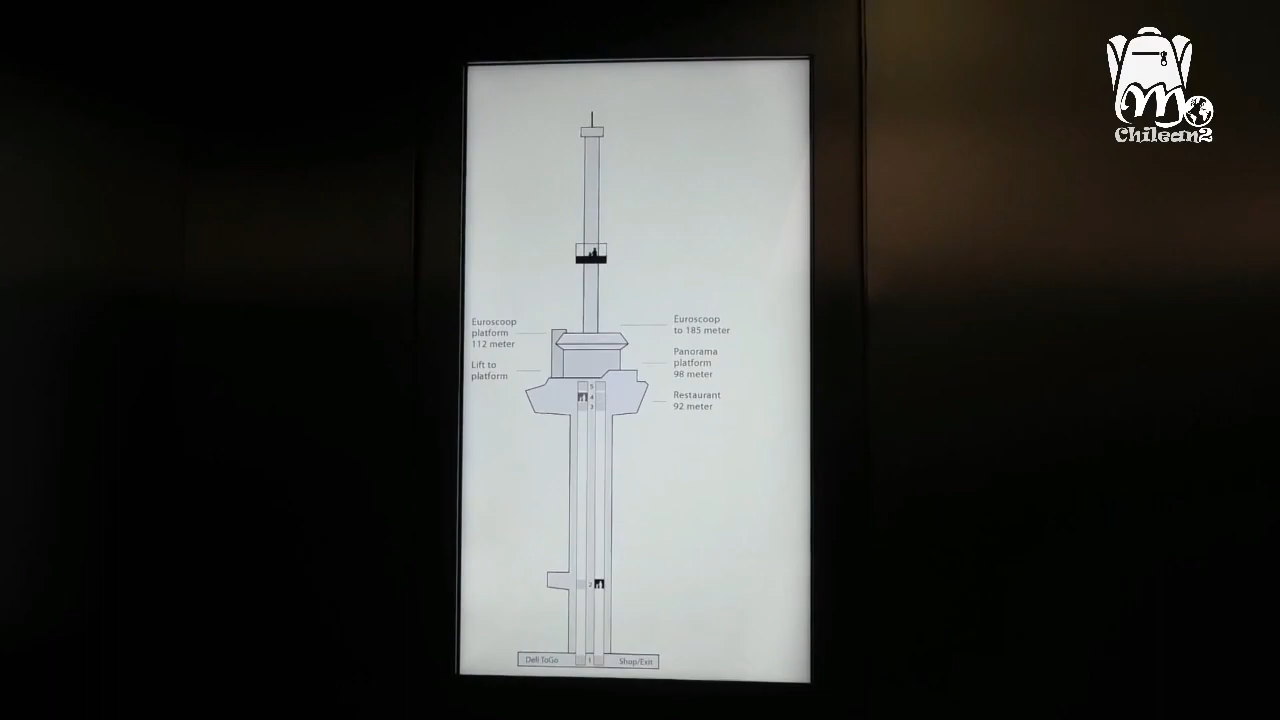 Mo
Chilean2
Euroscoop
platform
112 meter
Lift to
platform
Euroscoop
to 185 meter
Panorama
platform
98 meter
Restaurant
92 meter
5
4
3
2
Deli ToGo
1
Shop/Exit